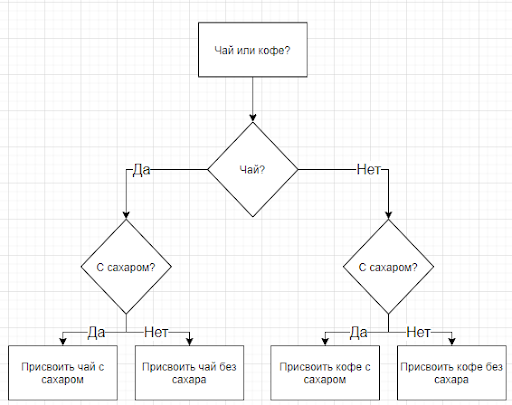 Чай или кофе?
Чай?
Да
Нет
С сахаром?
С сахаром?
Да
Нет
Да
Нет
Присвоить чай с
сахаром
Присвоить чай без
сахара
Присвоить кофе с
сахаром
Присвоить кофе без
сахара